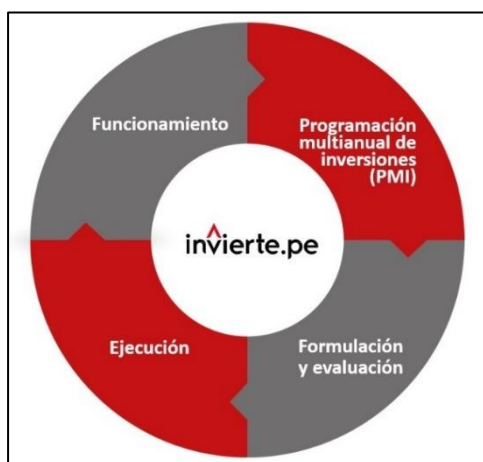 Funcionamiento
Programación
multianual de
inversiones
(PMI)
invierte.pe
Ejecución
Formulación
y evaluación